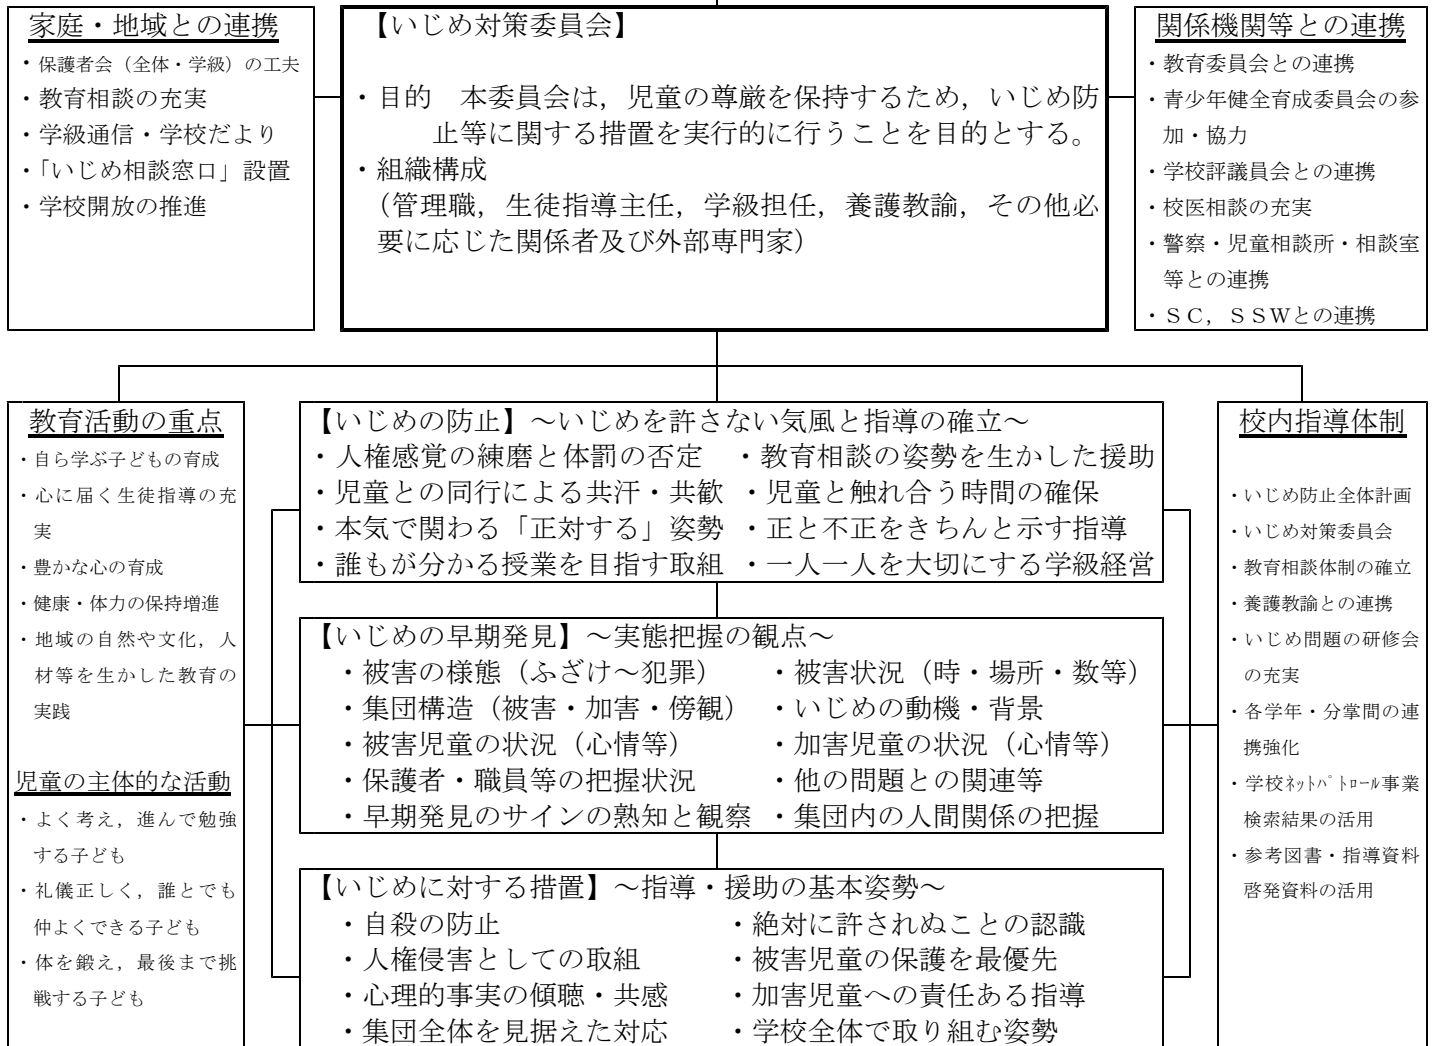 家庭・地域との連携
・保護者会（全体・学級）の工夫
・教育相談の充実
・学級通信・学校だより
・「いじめ相談窓口」設置
・学校開放の推進
【いじめ対策委員会】
・目的　本委員会は，児童の尊厳を保持するため，いじめ防
止等に関する措置を実行的に行うことを目的とする。
・組織構成
（管理職，生徒指導主任，学級担任，養護教諭，その他必
要に応じた関係者及び外部専門家）
関係機関等との連携
・教育委員会との連携
・青少年健全育成委員会の参
加・協力
・学校評議員会との連携
・校医相談の充実
・警察・児童相談所・相談室
等との連携
・ＳＣ，ＳＳＷとの連携
教育活動の重点
・自ら学ぶ子どもの育成
・心に届く生徒指導の充
実
・豊かな心の育成
・健康・体力の保持増進
・地域の自然や文化，人
材等を生かした教育の
実践
児童の主体的な活動
・よく考え，進んで勉強
する子ども
・礼儀正しく，誰とでも
仲よくできる子ども
・体を鍛え，最後まで挑
戦する子ども
【いじめの防止】～いじめを許さない気風と指導の確立～
・人権感覚の練磨と体罰の否定　・教育相談の姿勢を生かした援助
・児童との同行による共汗・共歓　・児童と触れ合う時間の確保
・本気で関わる「正対する」姿勢　・正と不正をきちんと示す指導
・誰もが分かる授業を目指す取組　・一人一人を大切にする学級経営
【いじめの早期発見】～実態把握の観点～
・被害の様態（ふざけ～犯罪）　・被害状況（時・場所・数等）
・集団構造（被害・加害・傍観）　・いじめの動機・背景
・被害児童の状況（心情等）　・加害児童の状況（心情等）
・保護者・職員等の把握状況　・他の問題との関連等
・早期発見のサインの熟知と観察　・集団内の人間関係の把握
【いじめに対する措置】～指導・援助の基本姿勢～
・自殺の防止　・絶対に許されぬことの認識
・人権侵害としての取組　・被害児童の保護を最優先
・心理的事実の傾聴・共感　・加害児童への責任ある指導
・集団全体を見据えた対応　・学校全体で取り組む姿勢
校内指導体制
・いじめ防止全体計画
・いじめ対策委員会
・教育相談体制の確立
・養護教諭との連携
・いじめ問題の研修会
の充実
・各学年・分掌間の連
携強化
・学校ﾈｯﾄﾊﾟﾄﾛｰﾙ事業
検索結果の活用
・参考図書・指導資料
啓発資料の活用